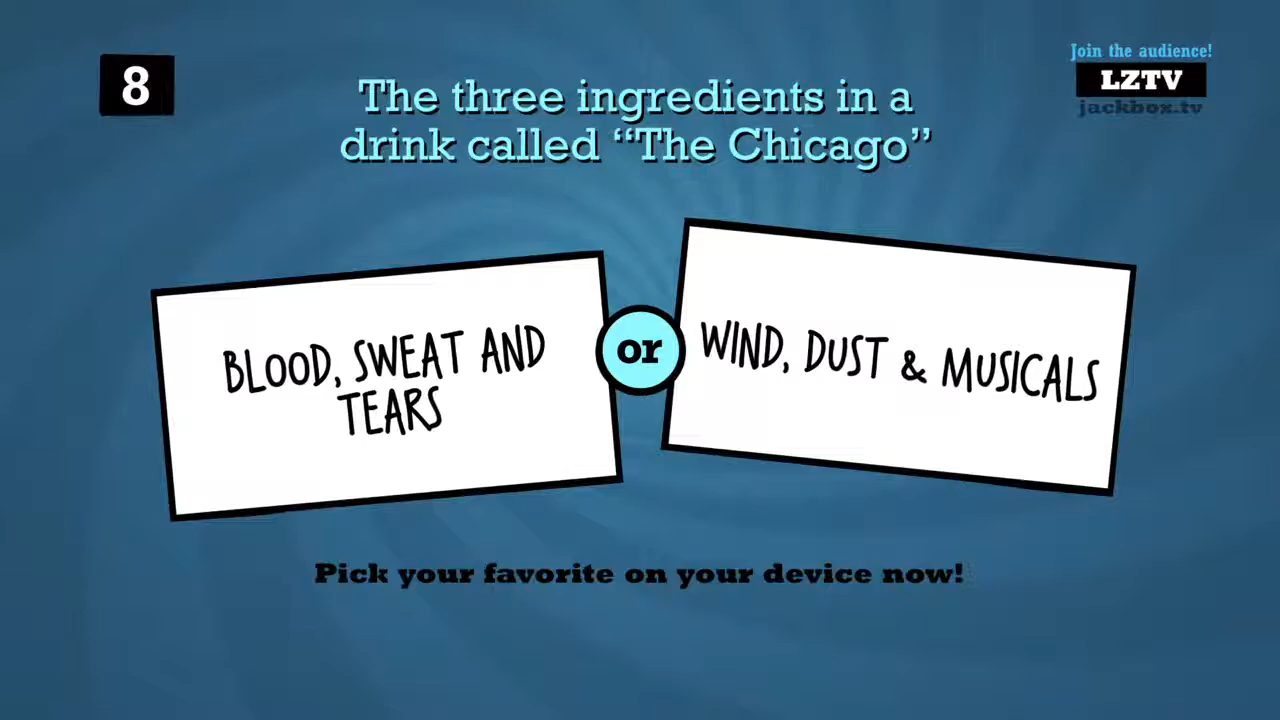 8
The three ingredients in a
drink called “The Chicago”
Join the audience!
LZTV
jackbox.tv
BLOOD, SWEAT AND
TEARS
or
WIND, DUST & MUSICALS
Pick your favorite on your device now!